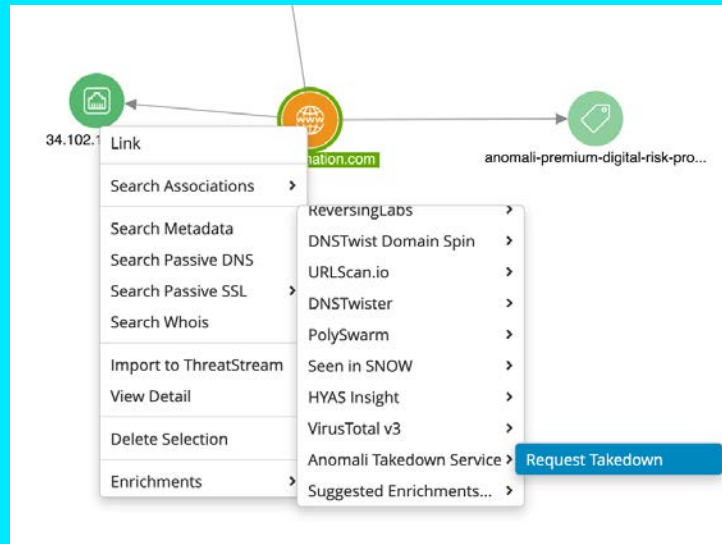 34.102.1
nation.com
anomali-premium-digital-risk-pro...
Link
Search Associations
Search Metadata
Search Passive DNS
Search Passive SSL
Search Whois
Import to ThreatStream
View Detail
Delete Selection
Enrichments
ReversingLabs
DNSTwist Domain Spin
URLScan.io
DNSTwister
PolySwarm
Seen in SNOW
HYAS Insight
VirusTotal v3
Anomali Takedown Service
Suggested Enrichments...
Request Takedown